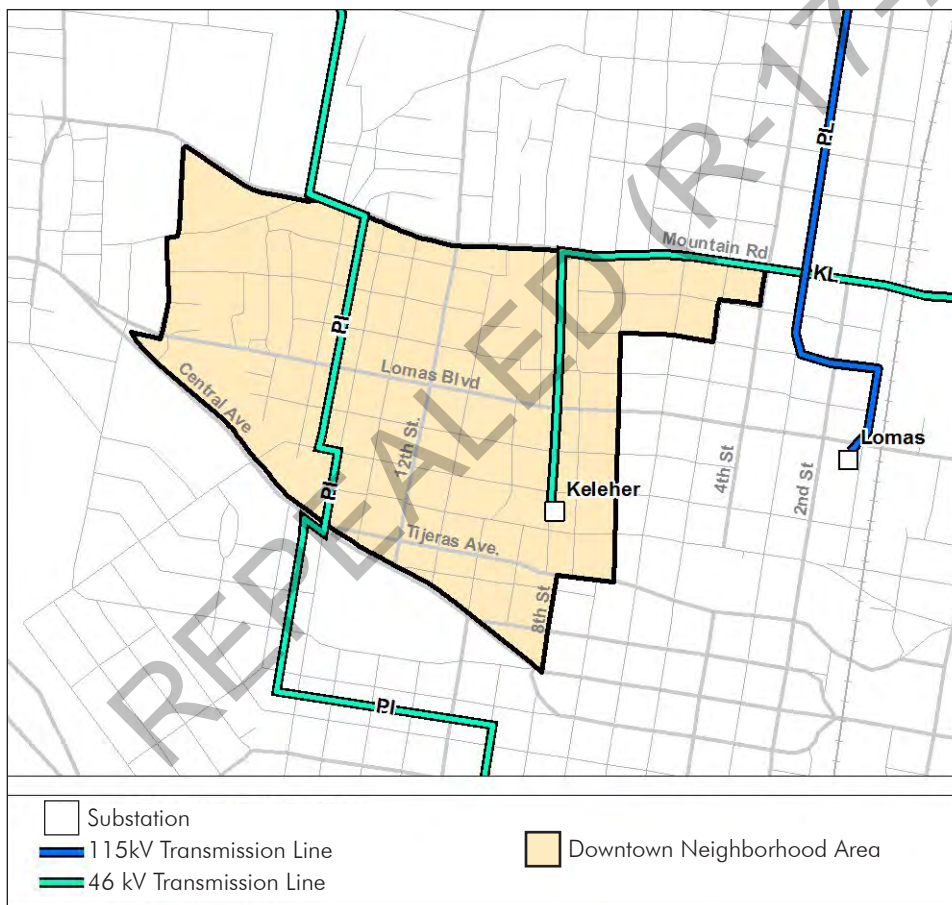 REPEALED (R-17-
PL
Mountain Rd
KL
PL
Lomas Blvd
Central Ave
12th St.
Lomas
4th St
2nd St
PL
Keleher
Tijeras Ave.
8th St
PI
Substation
115kV Transmission Line
46 kV Transmission Line
Downtown Neighborhood Area